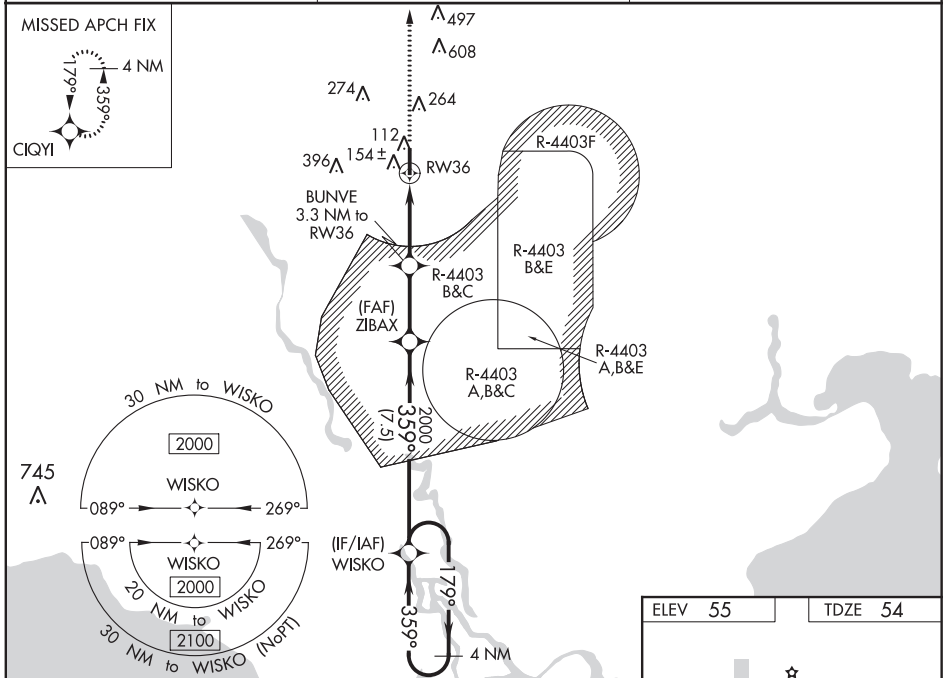 MISSED APCH FIX
4 NM
179°
359°
CIQYI
497
608
274
264
112
396
154±
RW36
R-4403F
BUNVE
3.3 NM to
RW36
R-4403
B&E
R-4403
B&C
(FAF)
ZIBAX
R-4403
A,B&E
R-4403
A,B&C
2000
359°
(7.5)
30 NM to WISKO
2000
745
WISKO
089°
269°
089°
269°
WISKO
2000
20 NM to WISKO
2100
30 NM to WISKO (NoPT)
(IF/IAF)
WISKO
179°
359°
4 NM
ELEV 55
TDZE 54